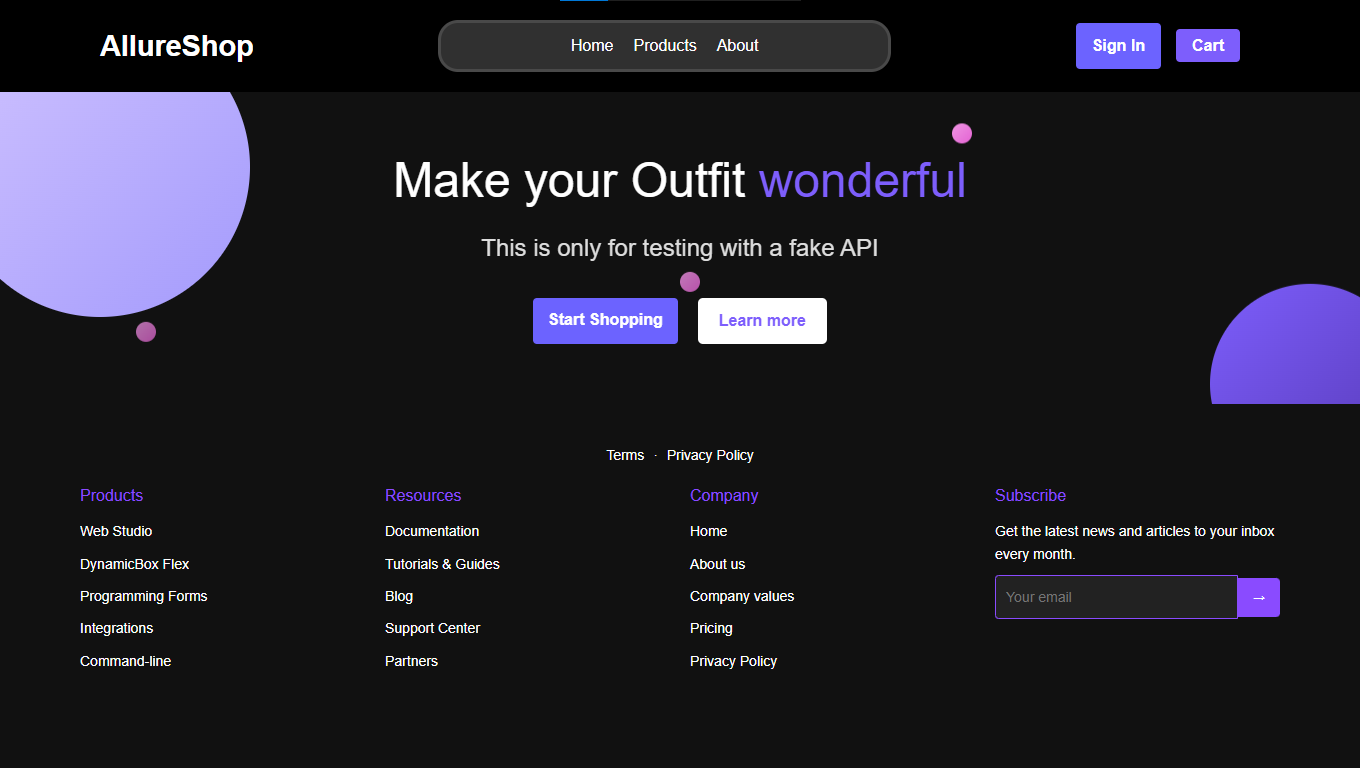 AllureShop
Home Products About
Sign In Cart
Make your Outfit wonderful
This is only for testing with a fake API
Start Shopping Learn more
Terms · Privacy Policy
Products
Web Studio
DynamicBox Flex
Programming Forms
Integrations
Command-line
Resources
Documentation
Tutorials & Guides
Blog
Support Center
Partners
Company
Home
About us
Company values
Pricing
Privacy Policy
Subscribe
Get the latest news and articles to your inbox
every month.
Your email →